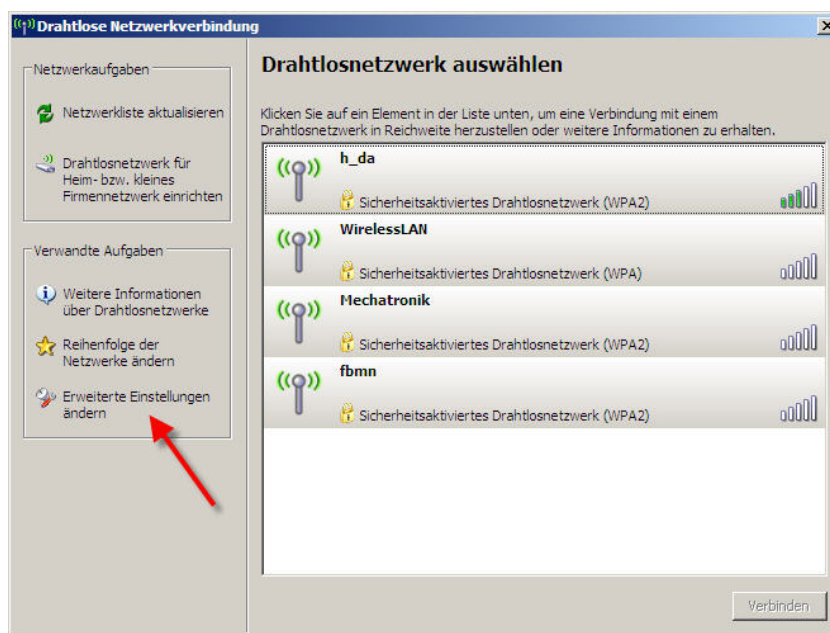 Drahtlose Netzwerkverbindung
Netzwerkaufgaben
Netzwerkliste aktualisieren
Drahtlosnetzwerk für
Heim- bzw. kleines
Firmennetzwerk einrichten
Verwandte Aufgaben
Weitere Informationen
über Drahtlosnetzwerke
Reihenfolge der
Netzwerke ändern
Erweiterte Einstellungen
ändern
Drahtlosnetzwerk auswählen
Klicken Sie auf ein Element in der Liste unten, um eine Verbindung mit einem
Drahtlosnetzwerk in Reichweite herzustellen oder weitere Informationen zu erhalten.
h_da
Sicherheitsaktiviertes Drahtlosnetzwerk (WPA2)
WirelessLAN
Sicherheitsaktiviertes Drahtlosnetzwerk (WPA)
Mechatronik
Sicherheitsaktiviertes Drahtlosnetzwerk (WPA2)
fbmn
Sicherheitsaktiviertes Drahtlosnetzwerk (WPA2)
Verbinden